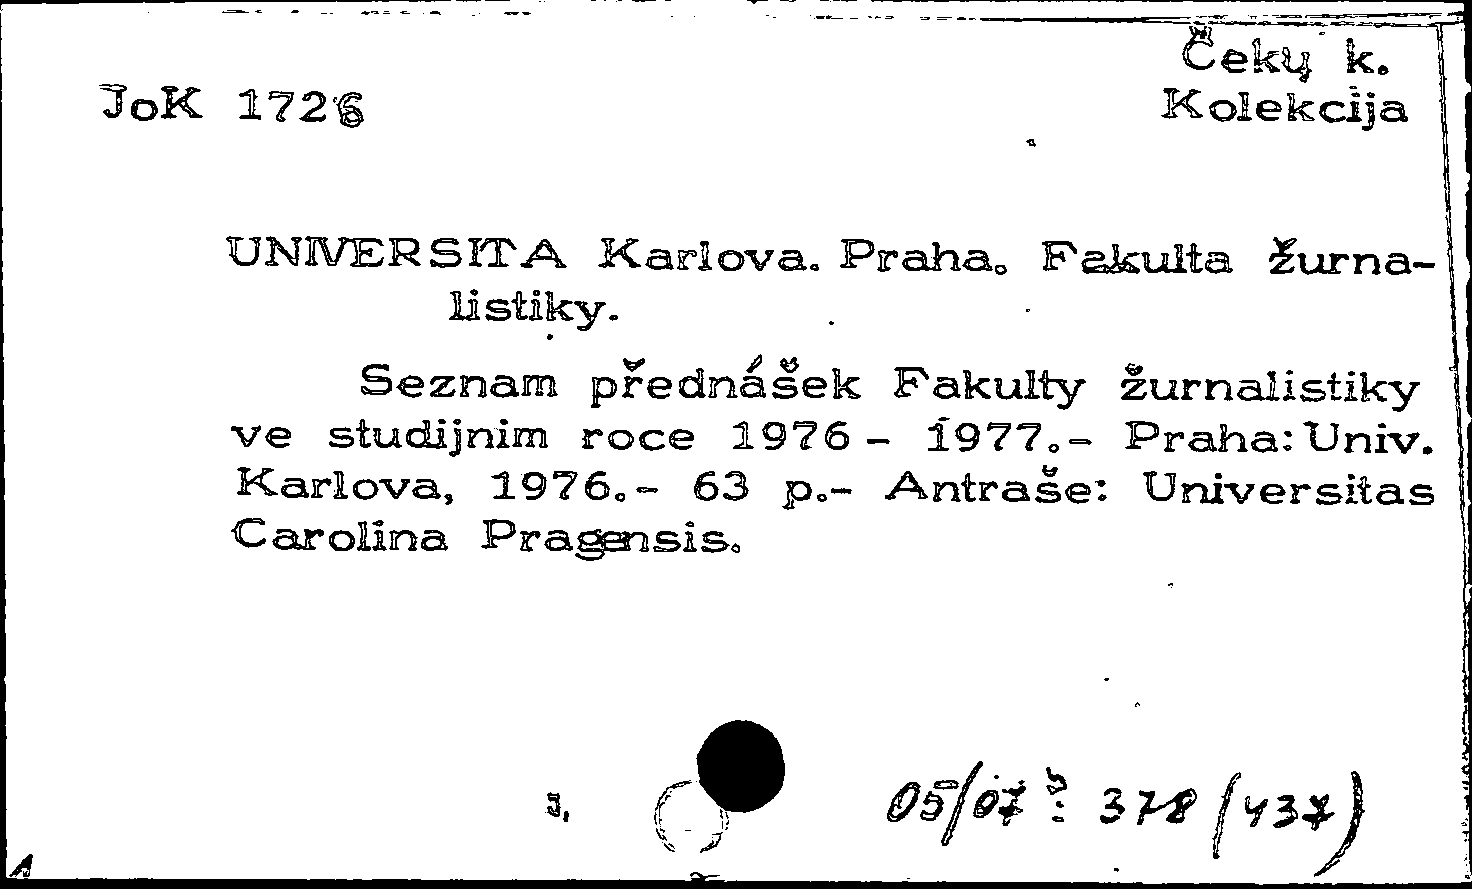 Čekų k.
JoK 1726
Kolekcija
UNIVERSITA Karlova. Praha. Fakulta žurna-
listiky.
Seznam přednášek Fakulty žurnalistiky
ve studijnim roce 1976 - 1977.- Praha: Univ.
Karlova, 1976.- 63 p.- Antraše: Universitas
Carolina Pragensis.
3.
05/07 : 378 (437)
A